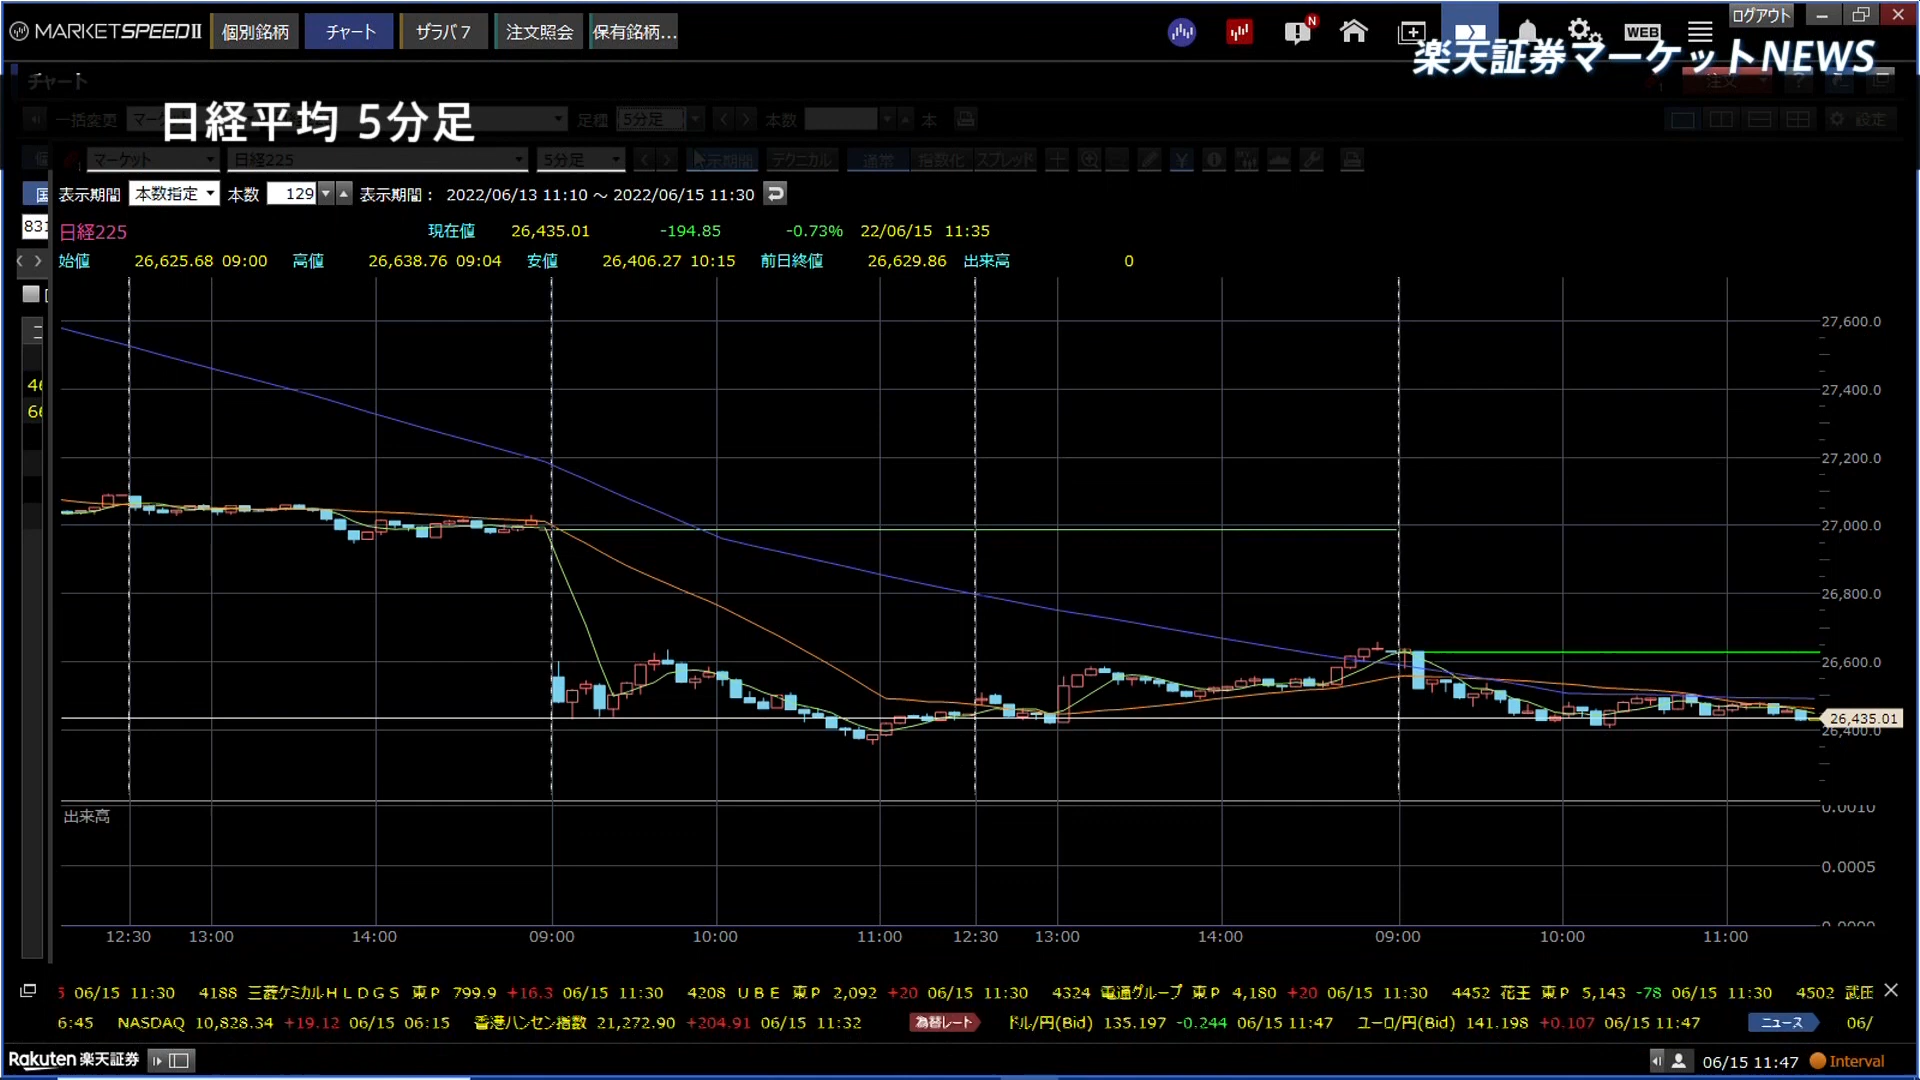 MARKETSPEEDⅡ 個別銘柄 チャート ザラバ7 注文照会 保有銘柄... N WEB ログアウト
楽天証券マーケットNEWS
チャート 注文 ?
日経平均 5分足
一括変更 マー 足種 5分足 本数 本 設定
マーケット 日経225 5分足 表示期間 テクニカル 通常 指数化 スプレッド ¥
国 表示期間 本数指定 本数 129 表示期間： 2022/06/13 11:10 ～ 2022/06/15 11:30
831
日経225 現在値 26,435.01 -194.85 -0.73% 22/06/15 11:35
始値 26,625.68 09:00 高値 26,638.76 09:04 安値 26,406.27 10:15 前日終値 26,629.86 出来高 0
27,600.0
27,400.0
27,200.0
27,000.0
26,800.0
26,600.0
26,435.01
26,400.0
出来高
0.0010
0.0005
0.0000
12:30 13:00 14:00 09:00 10:00 11:00 12:30 13:00 14:00 09:00 10:00 11:00
5 06/15 11:30 4188 三菱ケミカルＨＬＤＧＳ 東Ｐ 799.9 +16.3 06/15 11:30 4208 ＵＢＥ 東Ｐ 2,092 +20 06/15 11:30 4324 電通グループ 東Ｐ 4,180 +20 06/15 11:30 4452 花王 東Ｐ 5,143 -78 06/15 11:30 4502 武田
6:45 NASDAQ 10,828.34 +19.12 06/15 06:15 香港ハンセン指数 21,272.90 +204.91 06/15 11:32 為替レート ドル/円(Bid) 135.197 -0.244 06/15 11:47 ユーロ/円(Bid) 141.198 +0.107 06/15 11:47 ニュース 06/
Rakuten 楽天証券 06/15 11:47 Interval